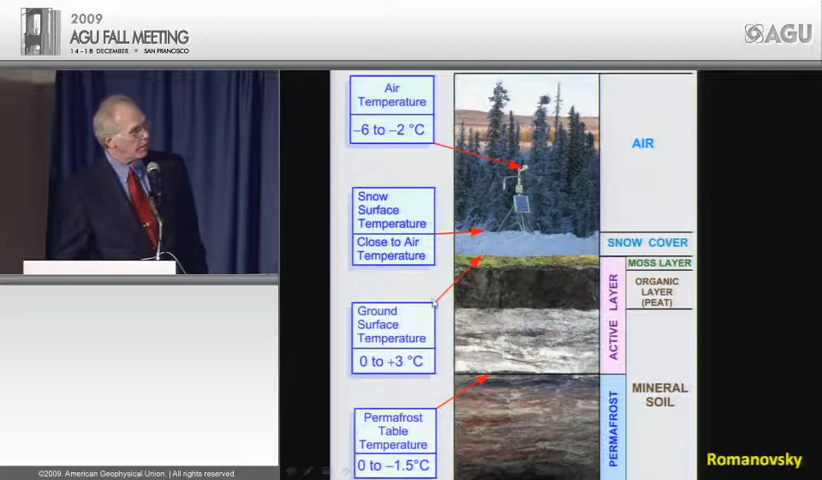 2009
AGU FALL MEETING
14-18 DECEMBER • SAN FRANCISCO
AGU
Air
Temperature
–6 to –2 °C
AIR
Snow
Surface
Temperature
Close to Air
Temperature
SNOW COVER
MOSS LAYER
ORGANIC
LAYER
(PEAT)
ACTIVE LAYER
Ground
Surface
Temperature
0 to +3 °C
MINERAL
SOIL
PERMAFROST
Permafrost
Table
Temperature
0 to –1.5°C
Romanovsky
©2009. American Geophysical Union. | All rights reserved.